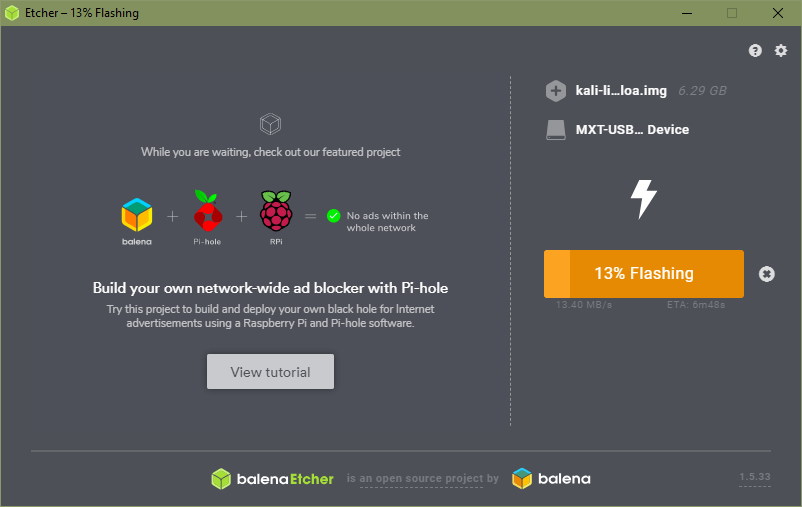 Etcher – 13% Flashing
While you are waiting, check out our featured project
balena
+
Pi-hole
+
RPi
=
No ads within the
whole network
Build your own network-wide ad blocker with Pi-hole
Try this project to build and deploy your own black hole for Internet
advertisements using a Raspberry Pi and Pi-hole software.
View tutorial
kali-li...loa.img 6.29 GB
MXT-USB... Device
13% Flashing
13.40 MB/s ETA: 6m48s
balenaEtcher is an open source project by balena 1.5.33